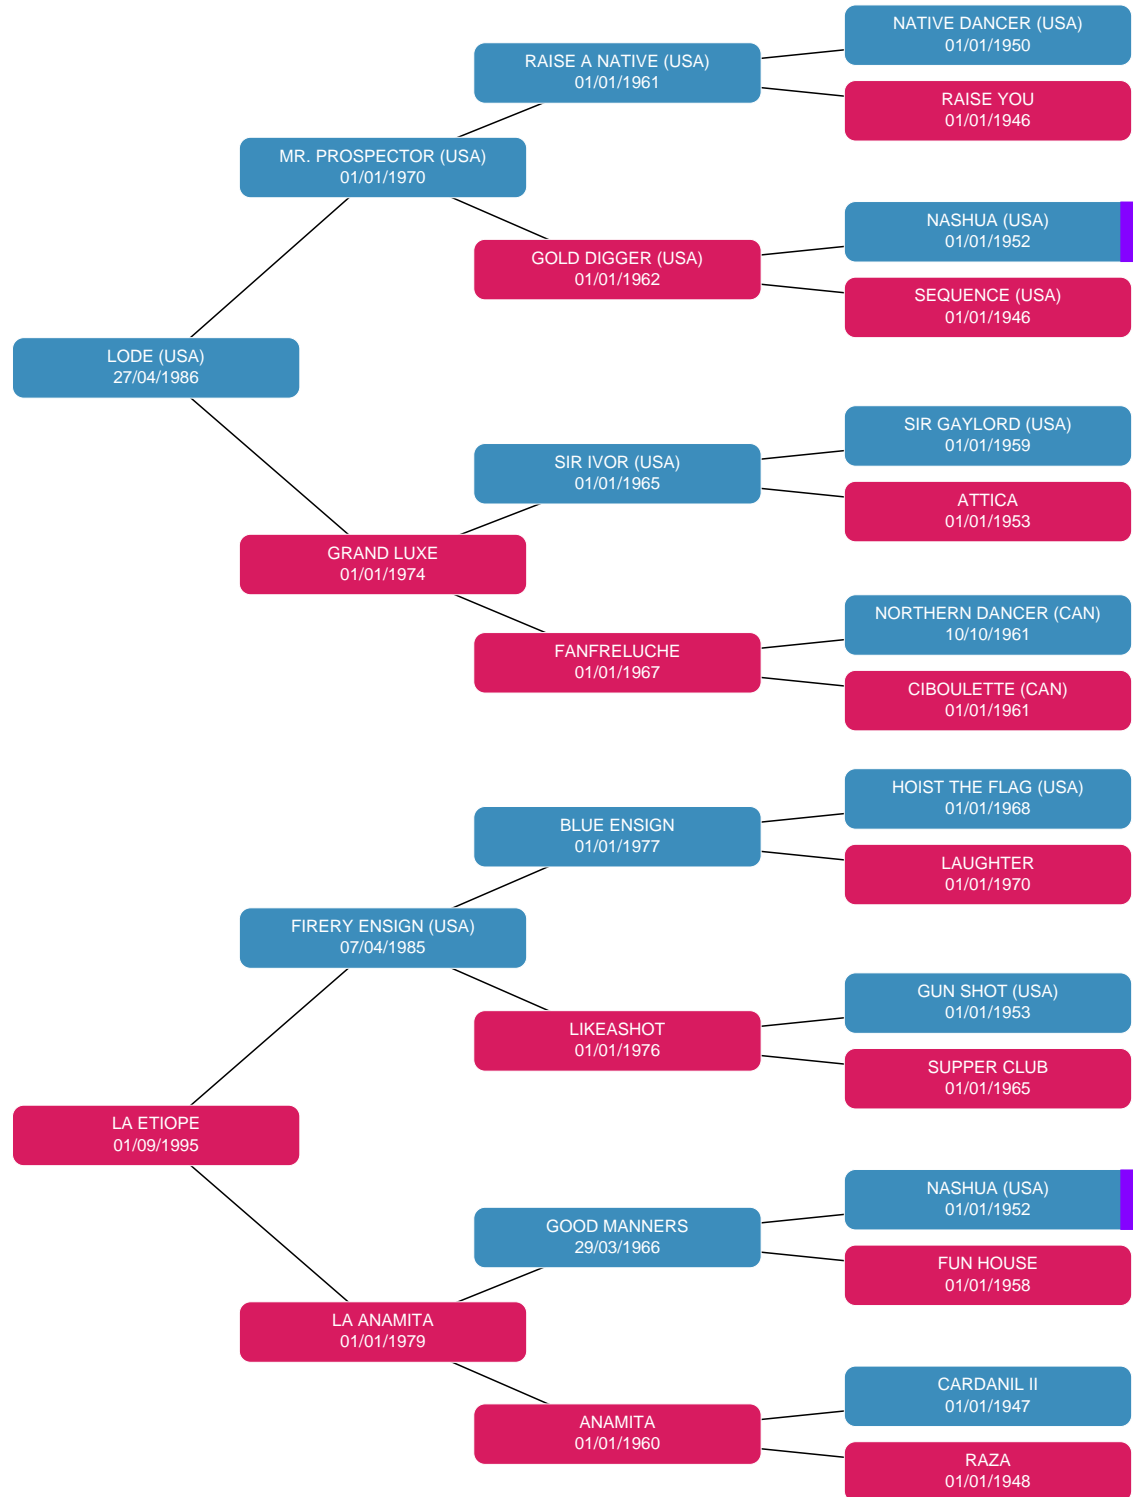 NATIVE DANCER (USA)
01/01/1950
RAISE A NATIVE (USA)
01/01/1961
RAISE YOU
01/01/1946
MR. PROSPECTOR (USA)
01/01/1970
NASHUA (USA)
01/01/1952
GOLD DIGGER (USA)
01/01/1962
SEQUENCE (USA)
01/01/1946
LODE (USA)
27/04/1986
SIR GAYLORD (USA)
01/01/1959
SIR IVOR (USA)
01/01/1965
ATTICA
01/01/1953
GRAND LUXE
01/01/1974
NORTHERN DANCER (CAN)
10/10/1961
FANFRELUCHE
01/01/1967
CIBOULETTE (CAN)
01/01/1961
HOIST THE FLAG (USA)
01/01/1968
BLUE ENSIGN
01/01/1977
LAUGHTER
01/01/1970
FIRERY ENSIGN (USA)
07/04/1985
GUN SHOT (USA)
01/01/1953
LIKEASHOT
01/01/1976
SUPPER CLUB
01/01/1965
LA ETIOPE
01/09/1995
NASHUA (USA)
01/01/1952
GOOD MANNERS
29/03/1966
FUN HOUSE
01/01/1958
LA ANAMITA
01/01/1979
CARDANIL II
01/01/1947
ANAMITA
01/01/1960
RAZA
01/01/1948